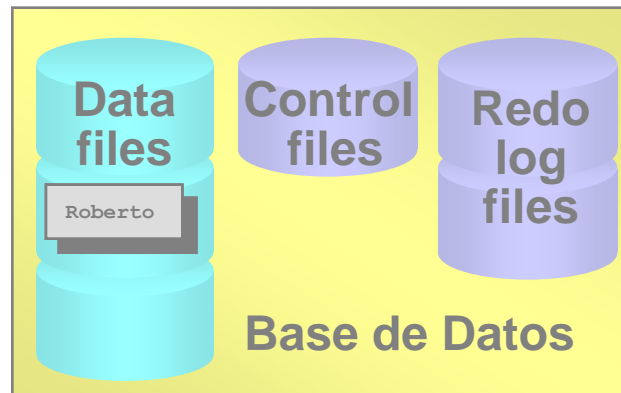 Data
files
Control
files
Redo
log
files
Roberto
Base de Datos